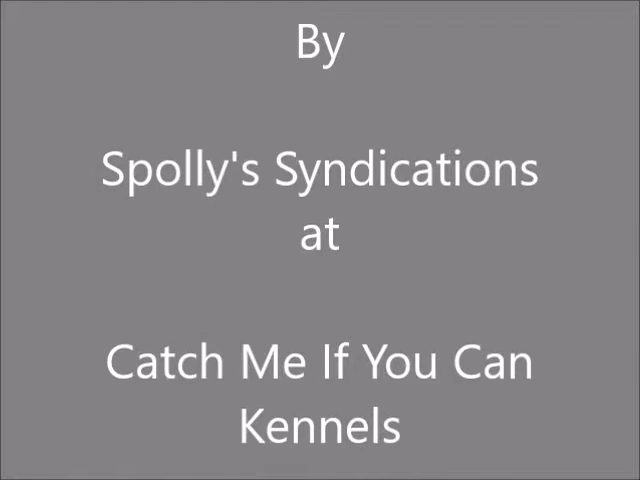 By
Spolly's Syndications
at
Catch Me If You Can
Kennels